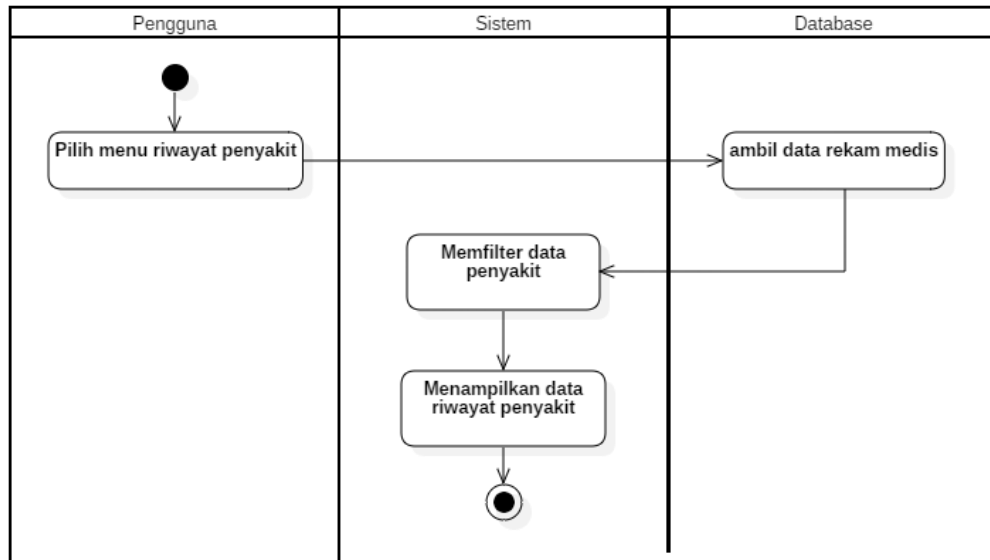 Pengguna
Sistem
Database
Pilih menu riwayat penyakit
ambil data rekam medis
Memfilter data
penyakit
Menampilkan data
riwayat penyakit